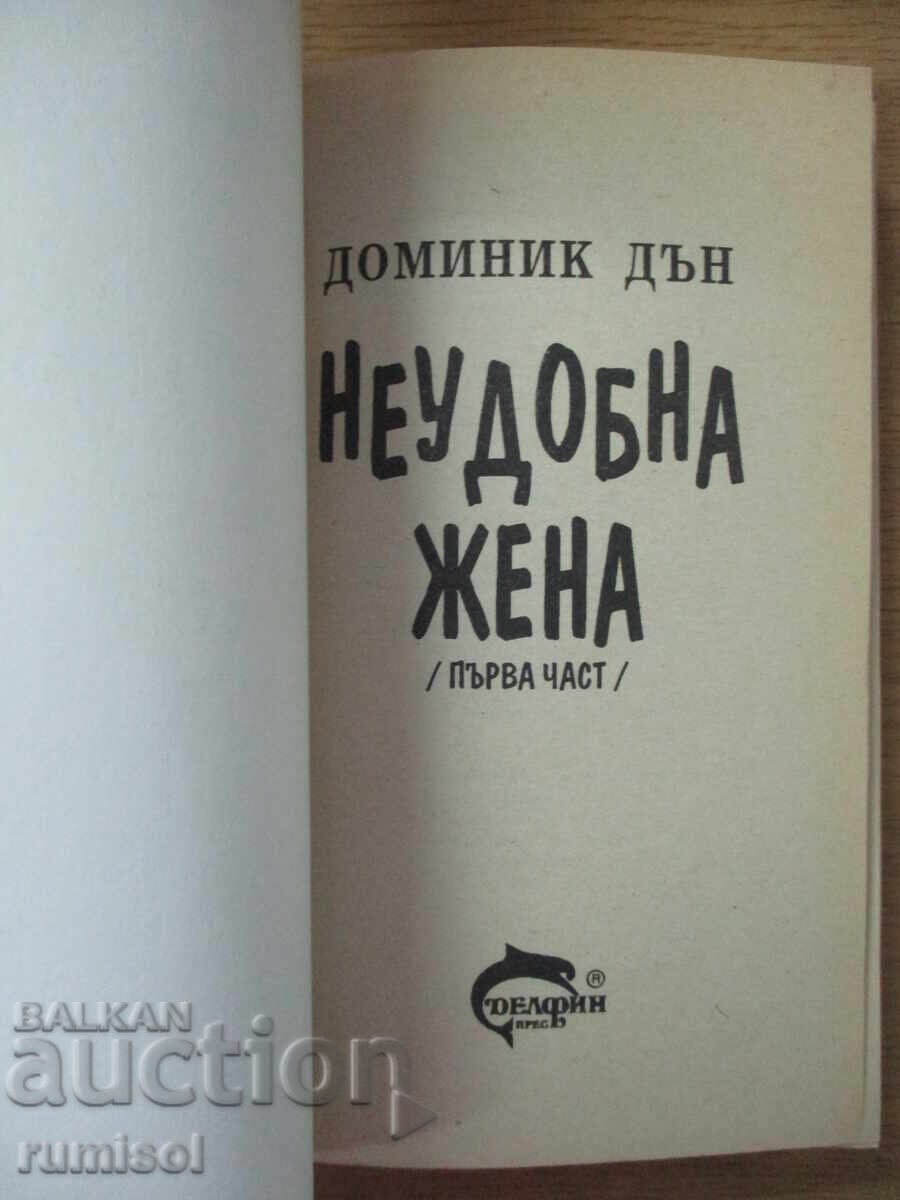 ДОМИНИК ДЪН
НЕУДОБНА
ЖЕНА
/ ПЪРВА ЧАСТ /
ДЕЛФИН ®
ПРЕС
BALKAN
auction
rumisol